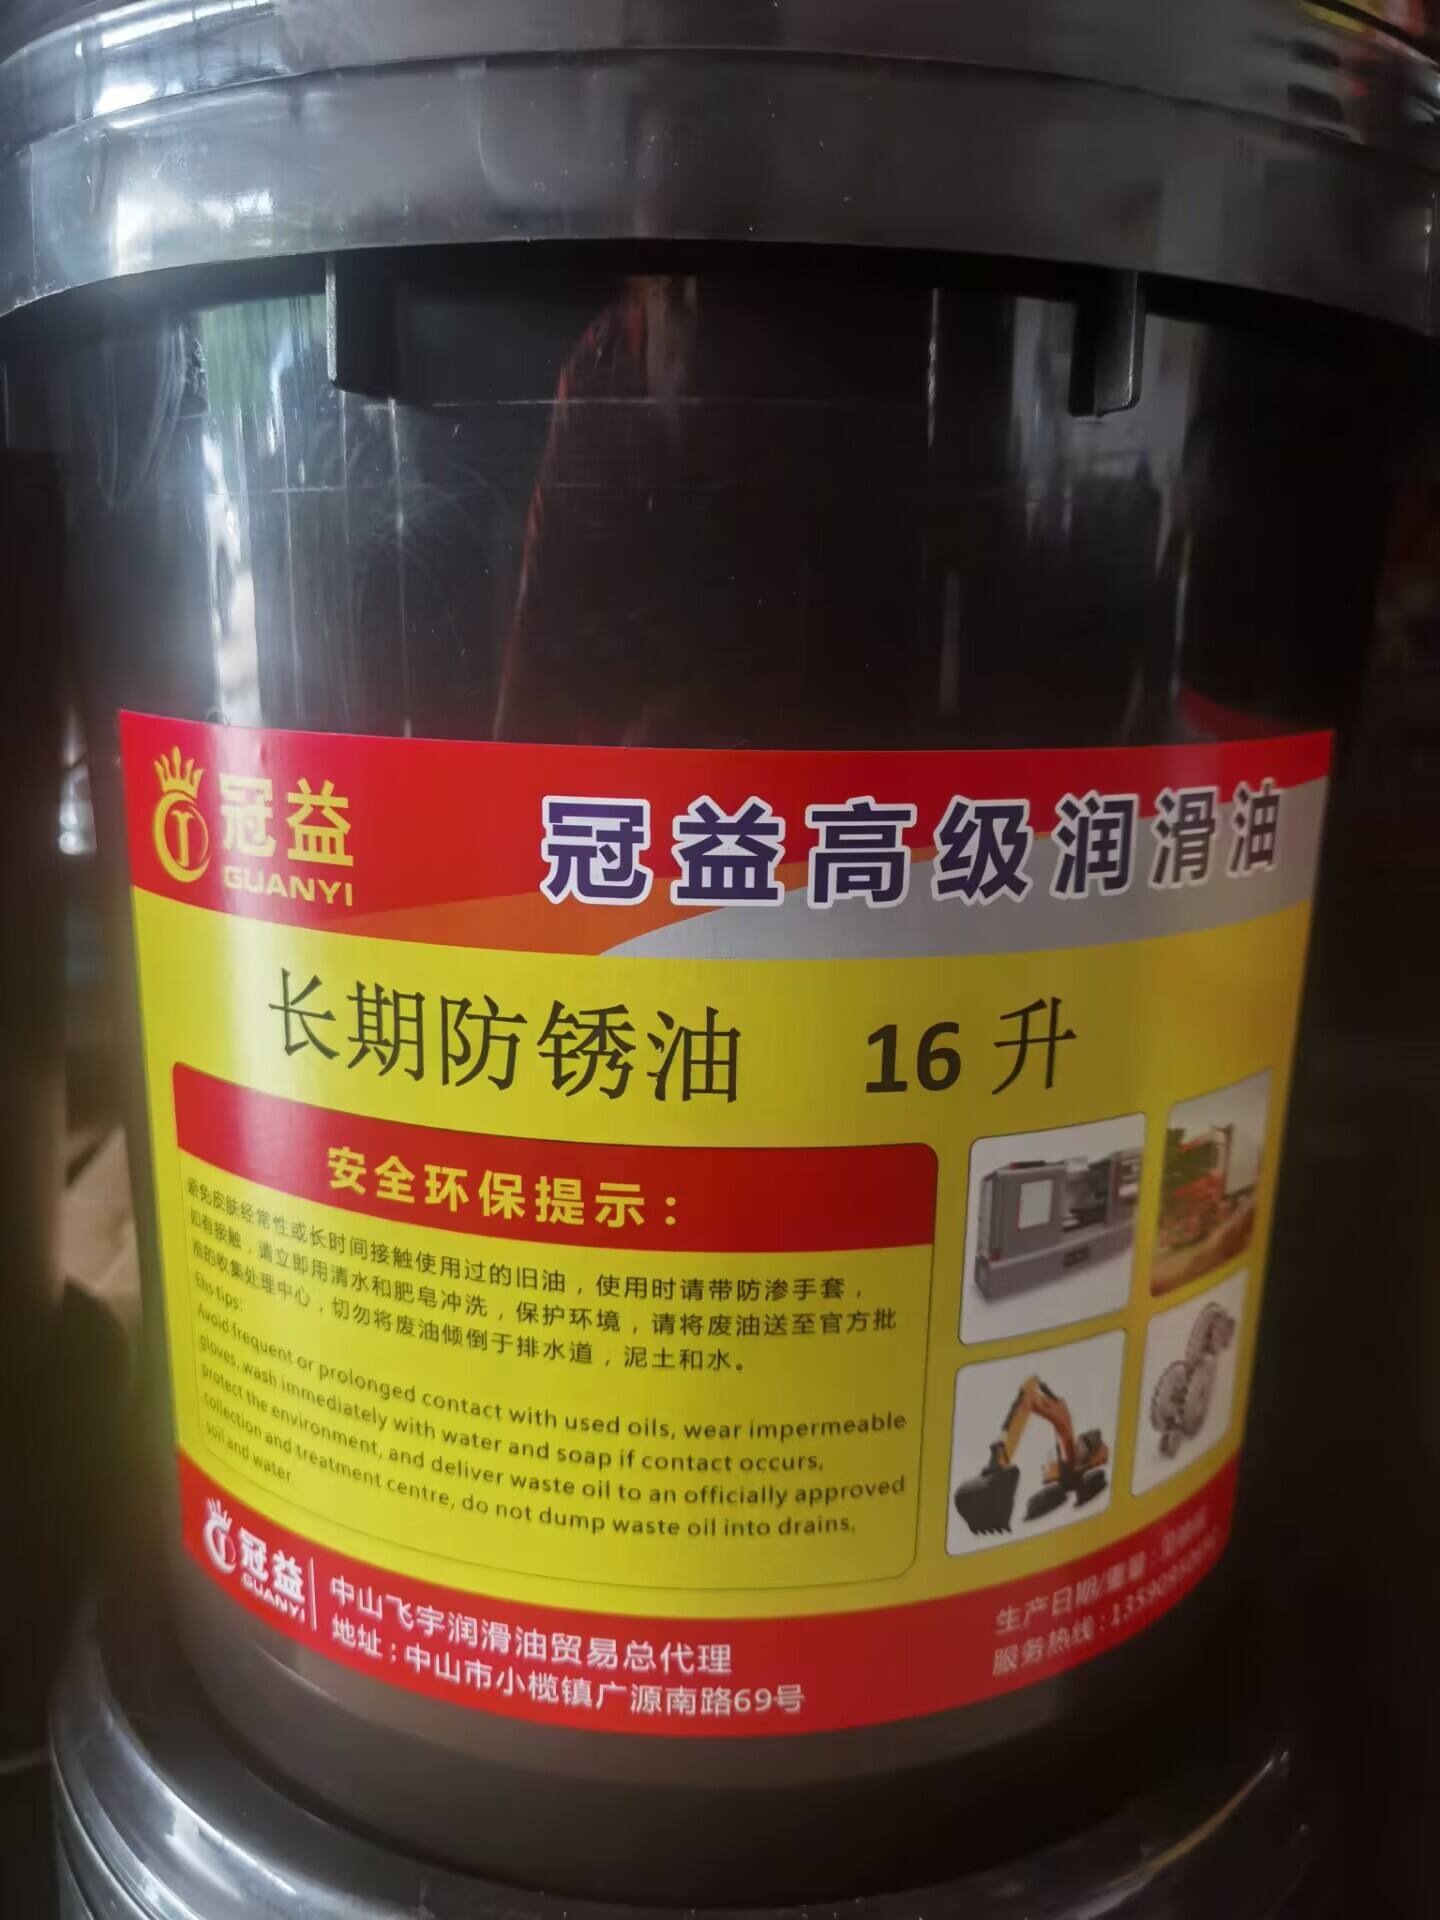 冠益
GUANYI
冠益高级润滑油
长期防锈油 16升
安全环保提示：
避免皮肤经常性或长时间接触使用过的旧油，使用时请带防渗手套，
如有接触，请立即用清水和肥皂冲洗，保护环境，请将废油送至官方批
准的收集处理中心，切勿将废油倾倒于排水道，泥土和水。
Ehs tips:
Avoid frequent or prolonged contact with used oils, wear impermeable
gloves, wash immediately with water and soap if contact occurs,
protect the environment, and deliver waste oil to an officially approved
collection and treatment centre, do not dump waste oil into drains,
soil and water.
冠益
GUANYI
中山飞宇润滑油贸易总代理
地址：中山市小榄镇广源南路69号
生产日期/重量：
服务热线：